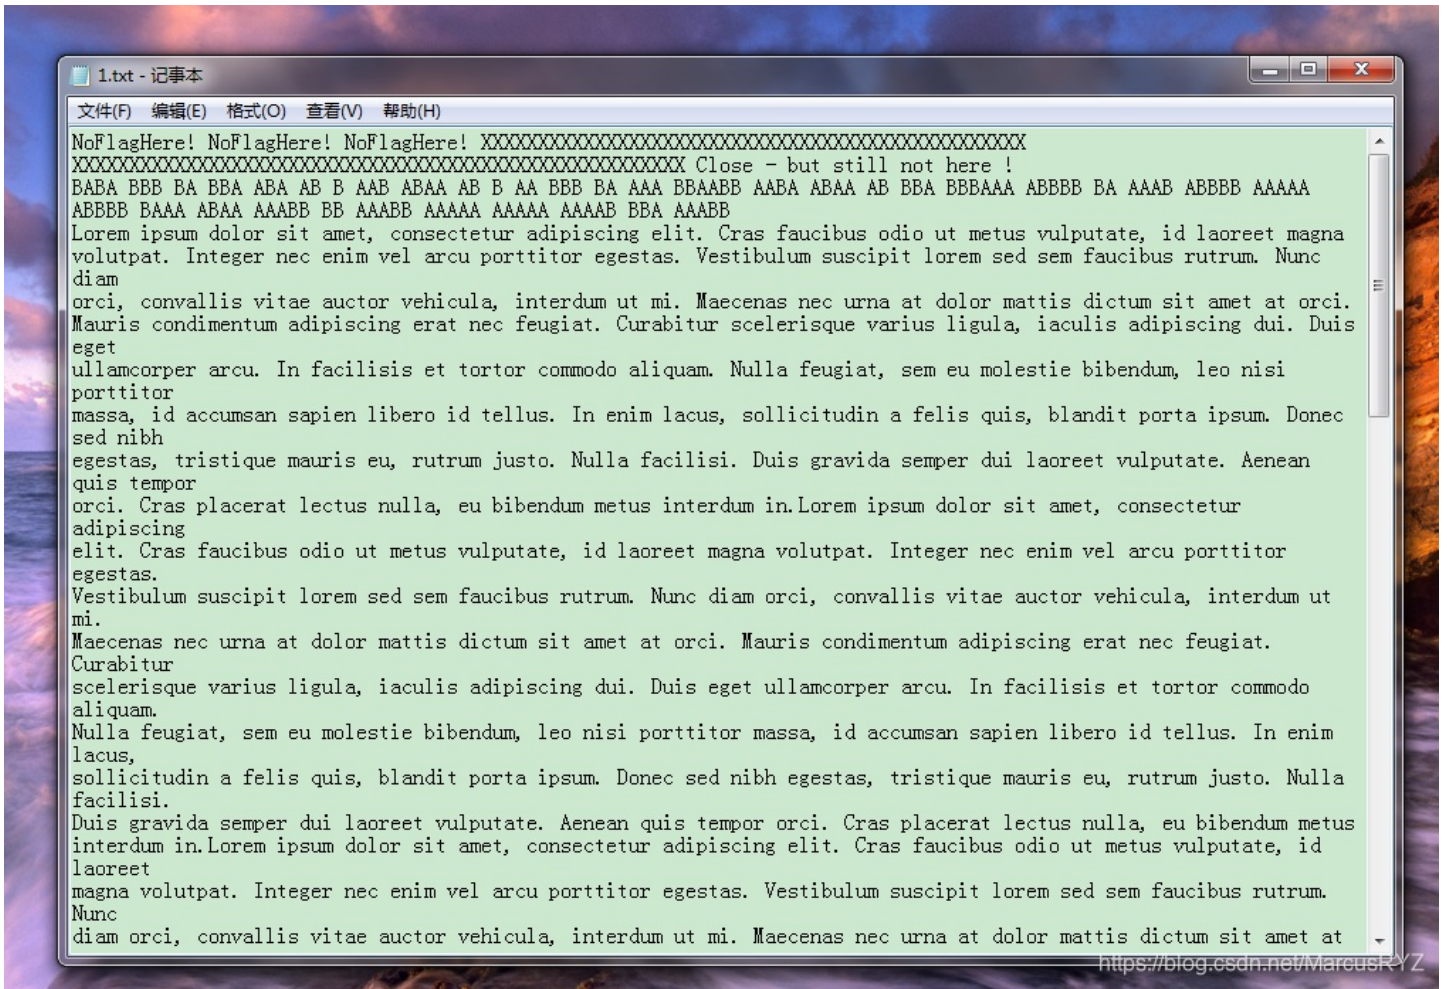 1.txt - 记事本
文件(F) 编辑(E) 格式(O) 查看(V) 帮助(H)
NoFlagHere! NoFlagHere! NoFlagHere! XXXXXXXXXXXXXXXXXXXXXXXXXXXXXXXXXXXXXXXXXXXXXXXX
XXXXXXXXXXXXXXXXXXXXXXXXXXXXXXXXXXXXXXXXXXXXXXXXXXXXXX Close - but still not here !
BABA BBB BA BBA ABA AB B AAB ABAA AB B AA BBB BA AAA BBAABB AABA ABAA AB BBA BBBAAA ABBBB BA AAAB ABBBB AAAAA
ABBBB BAAA ABAA AAABB BB AAABB AAAAA AAAAA AAAAB BBA AAABB
Lorem ipsum dolor sit amet, consectetur adipiscing elit. Cras faucibus odio ut metus vulputate, id laoreet magna
volutpat. Integer nec enim vel arcu porttitor egestas. Vestibulum suscipit lorem sed sem faucibus rutrum. Nunc
diam
orci, convallis vitae auctor vehicula, interdum ut mi. Maecenas nec urna at dolor mattis dictum sit amet at orci.
Mauris condimentum adipiscing erat nec feugiat. Curabitur scelerisque varius ligula, iaculis adipiscing dui. Duis
eget
ullamcorper arcu. In facilisis et tortor commodo aliquam. Nulla feugiat, sem eu molestie bibendum, leo nisi
porttitor
massa, id accumsan sapien libero id tellus. In enim lacus, sollicitudin a felis quis, blandit porta ipsum. Donec
sed nibh
egestas, tristique mauris eu, rutrum justo. Nulla facilisi. Duis gravida semper dui laoreet vulputate. Aenean
quis tempor
orci. Cras placerat lectus nulla, eu bibendum metus interdum in.Lorem ipsum dolor sit amet, consectetur
adipiscing
elit. Cras faucibus odio ut metus vulputate, id laoreet magna volutpat. Integer nec enim vel arcu porttitor
egestas.
Vestibulum suscipit lorem sed sem faucibus rutrum. Nunc diam orci, convallis vitae auctor vehicula, interdum ut
mi.
Maecenas nec urna at dolor mattis dictum sit amet at orci. Mauris condimentum adipiscing erat nec feugiat.
Curabitur
scelerisque varius ligula, iaculis adipiscing dui. Duis eget ullamcorper arcu. In facilisis et tortor commodo
aliquam.
Nulla feugiat, sem eu molestie bibendum, leo nisi porttitor massa, id accumsan sapien libero id tellus. In enim
lacus,
sollicitudin a felis quis, blandit porta ipsum. Donec sed nibh egestas, tristique mauris eu, rutrum justo. Nulla
facilisi.
Duis gravida semper dui laoreet vulputate. Aenean quis tempor orci. Cras placerat lectus nulla, eu bibendum metus
interdum in.Lorem ipsum dolor sit amet, consectetur adipiscing elit. Cras faucibus odio ut metus vulputate, id
laoreet
magna volutpat. Integer nec enim vel arcu porttitor egestas. Vestibulum suscipit lorem sed sem faucibus rutrum.
Nunc
diam orci, convallis vitae auctor vehicula, interdum ut mi. Maecenas nec urna at dolor mattis dictum sit amet at
https://blog.csdn.net/MarcusRYZ